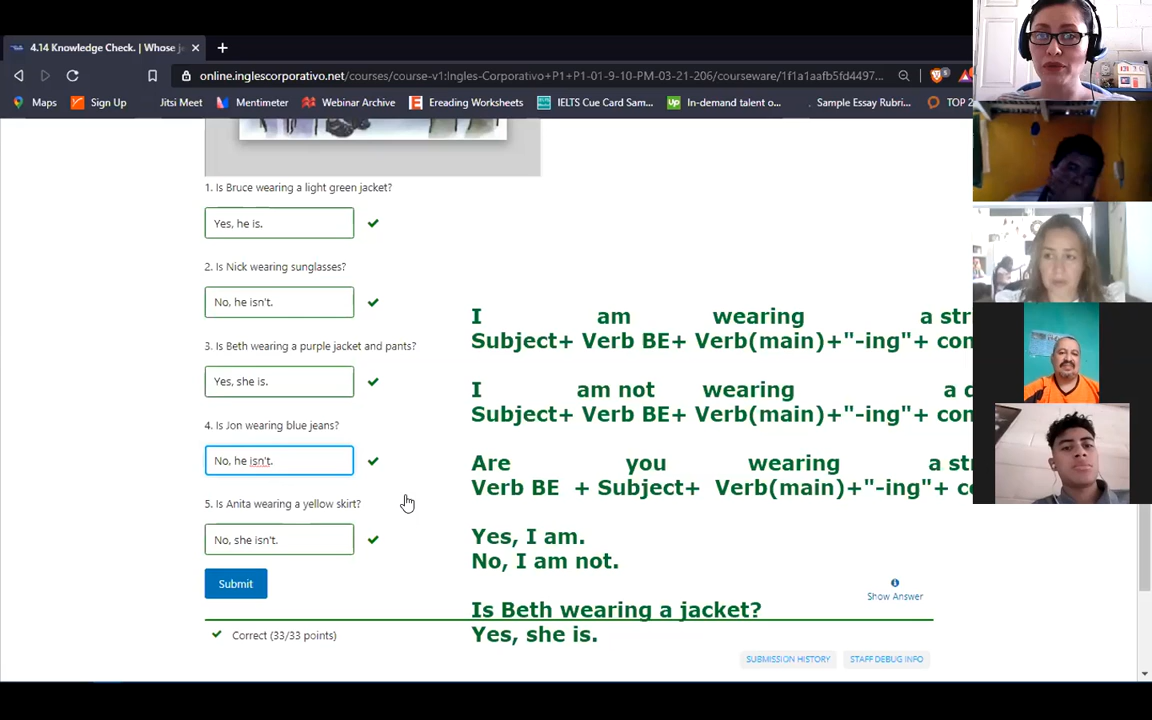 4.14 Knowledge Check. | Whose j
online.inglescorporativo.net/courses/course-v1:Ingles-Corporativo+P1+P1-01-9-10-PM-03-21-206/courseware/1f1a1aafb5fd4497...
Maps
Sign Up
Jitsi Meet
Mentimeter
Webinar Archive
Ereading Worksheets
IELTS Cue Card Sam...
In-demand talent o...
Sample Essay Rubri...
TOP 2
1. Is Bruce wearing a light green jacket?
Yes, he is.
2. Is Nick wearing sunglasses?
No, he isn't.
3. Is Beth wearing a purple jacket and pants?
Yes, she is.
4. Is Jon wearing blue jeans?
No, he isn't.
5. Is Anita wearing a yellow skirt?
No, she isn't.
Submit
Show Answer
Correct (33/33 points)
SUBMISSION HISTORY
STAFF DEBUG INFO
I am wearing a str
Subject+ Verb BE+ Verb(main)+"-ing"+ com
I am not wearing a
Subject+ Verb BE+ Verb(main)+"-ing"+ com
Are you wearing a str
Verb BE + Subject+ Verb(main)+"-ing"+ co
Yes, I am.
No, I am not.
Is Beth wearing a jacket?
Yes, she is.